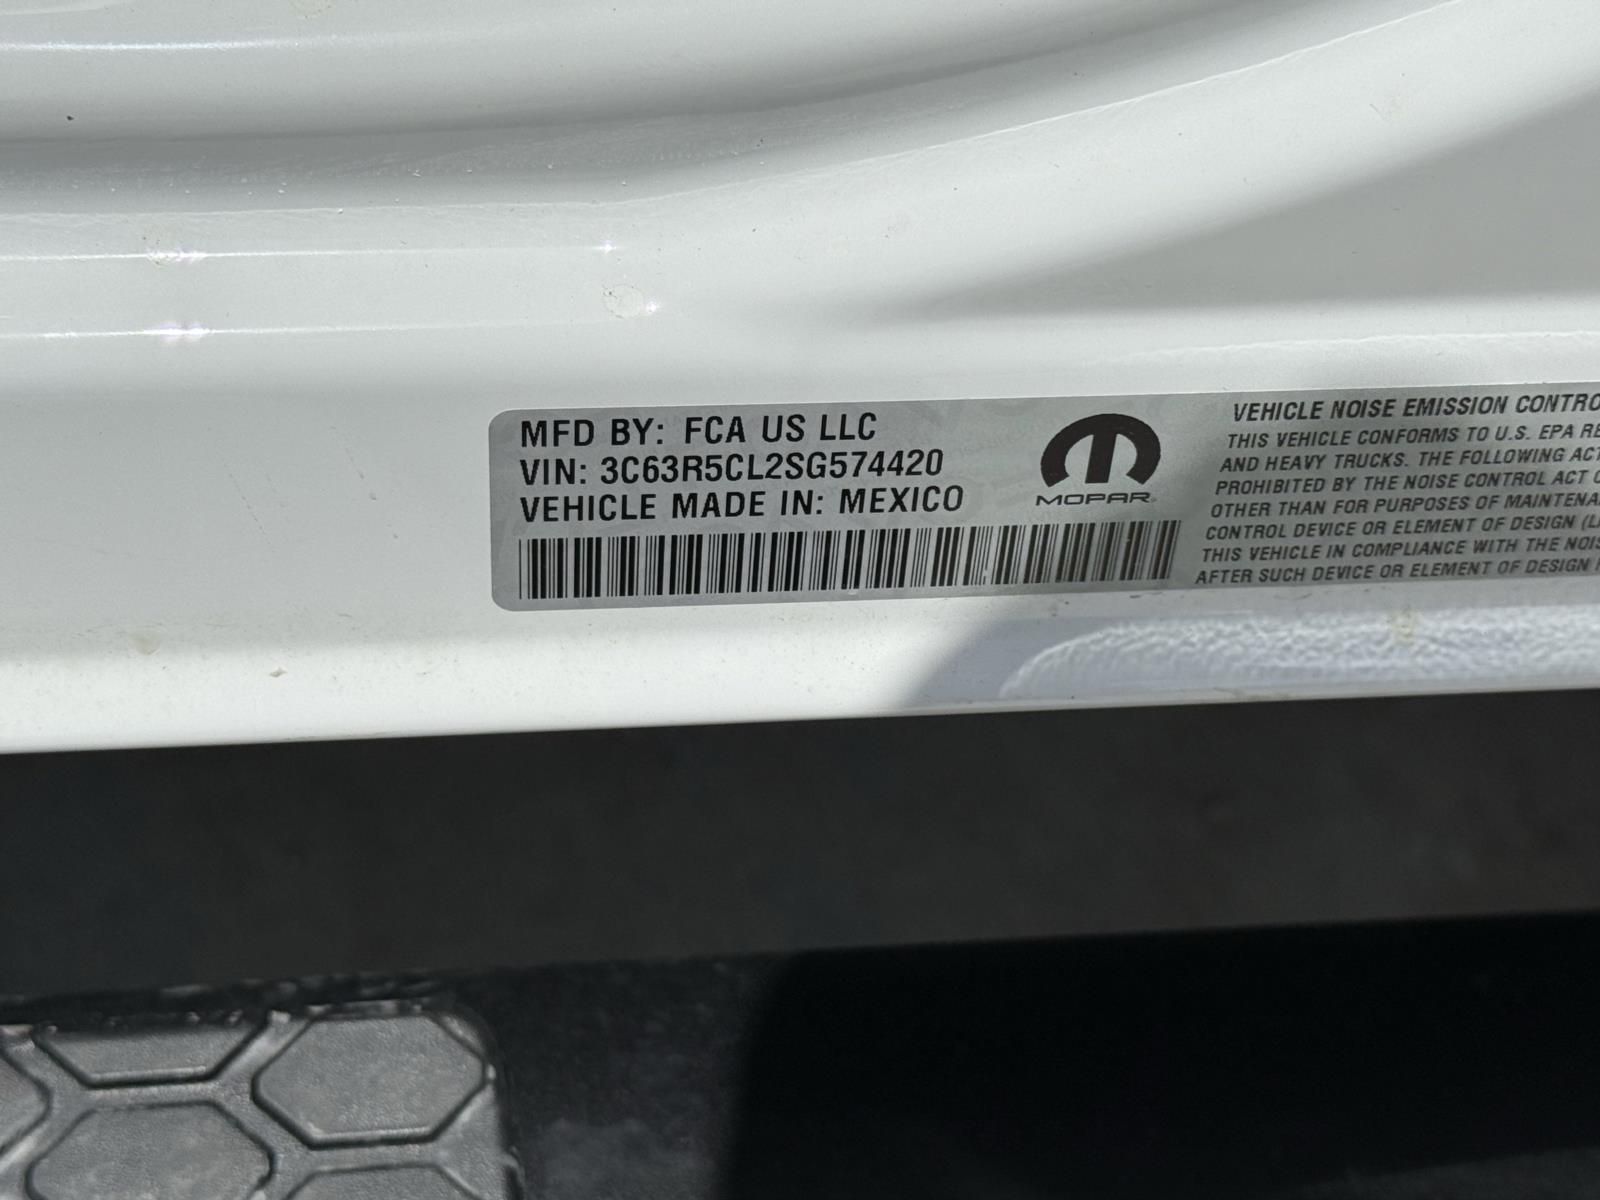 MFD BY: FCA US LLC
VIN: 3C63R5CL2SG574420
VEHICLE MADE IN: MEXICO
MOPAR
VEHICLE NOISE EMISSION CONTRO
THIS VEHICLE CONFORMS TO U.S. EPA RE
AND HEAVY TRUCKS. THE FOLLOWING ACT
PROHIBITED BY THE NOISE CONTROL ACT O
OTHER THAN FOR PURPOSES OF MAINTENA
CONTROL DEVICE OR ELEMENT OF DESIGN (L
THIS VEHICLE IN COMPLIANCE WITH THE NOIS
AFTER SUCH DEVICE OR ELEMENT OF DESIGN